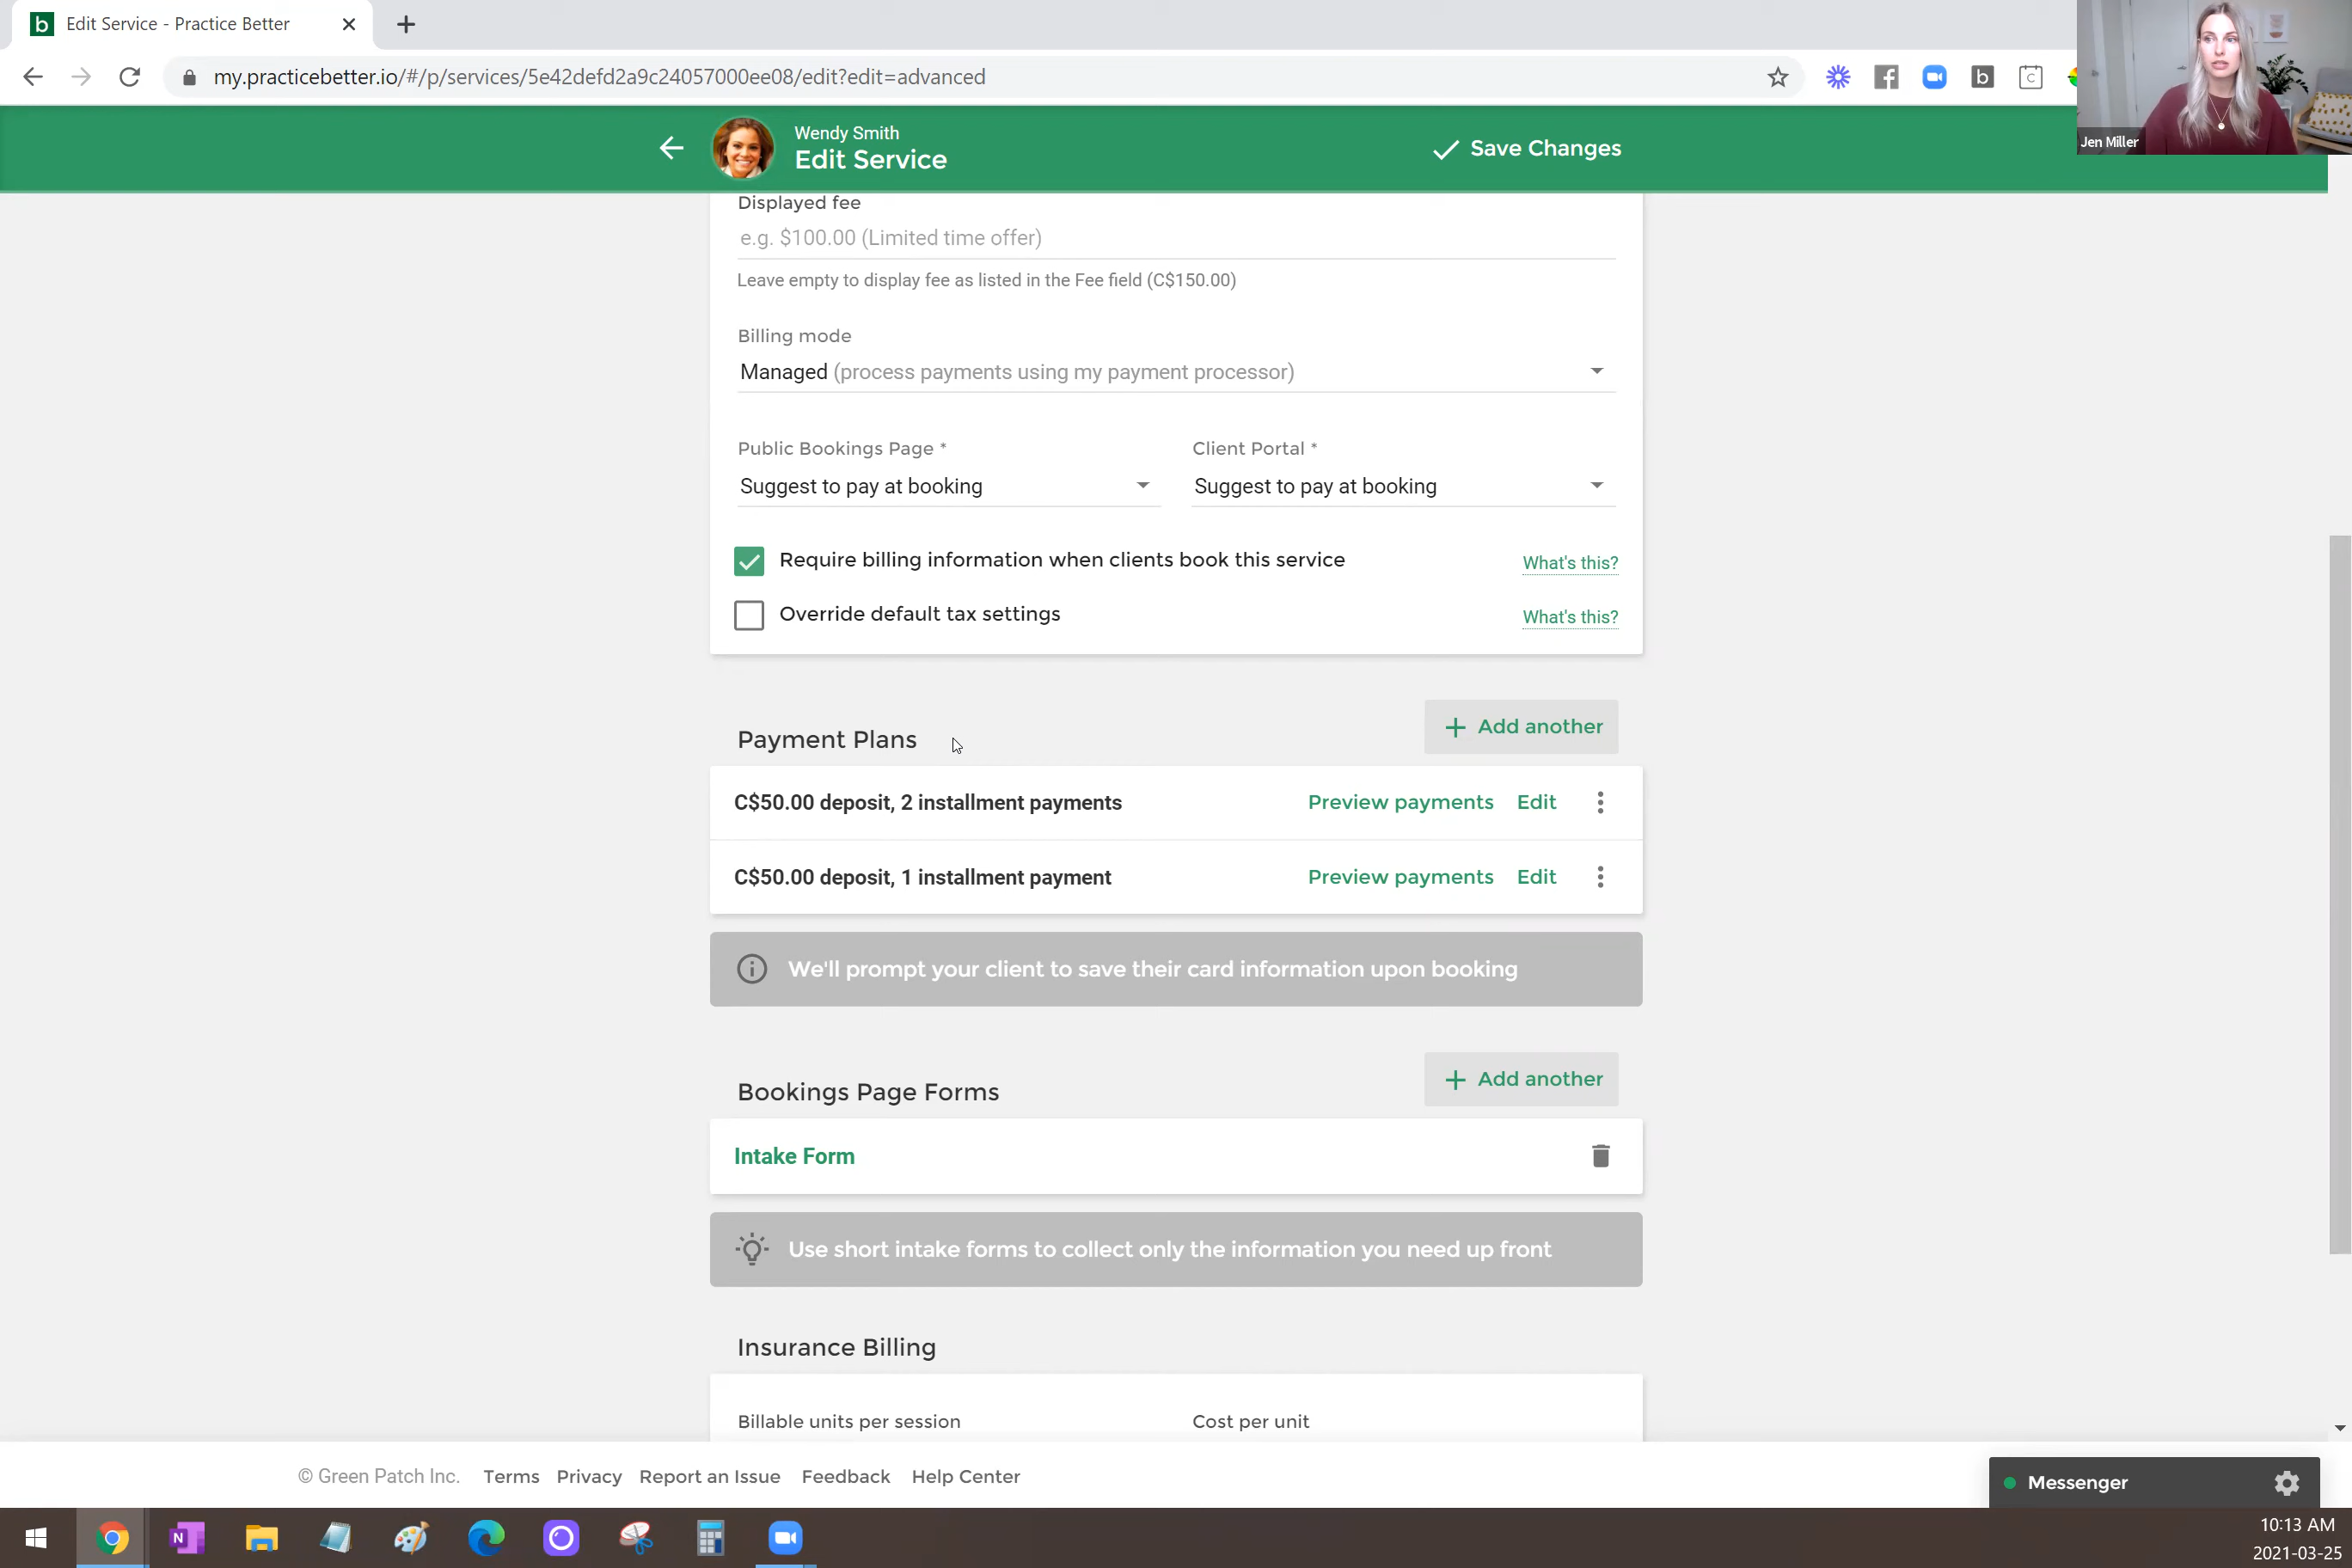 Edit Service - Practice Better
my.practicebetter.io/#/p/services/5e42defd2a9c24057000ee08/edit?edit=advanced
Jen Miller
Wendy Smith
Edit Service
Save Changes
Displayed fee
e.g. $100.00 (Limited time offer)
Leave empty to display fee as listed in the Fee field (C$150.00)
Billing mode
Managed (process payments using my payment processor)
Public Bookings Page *
Client Portal *
Suggest to pay at booking
Suggest to pay at booking
Require billing information when clients book this service
What's this?
Override default tax settings
What's this?
Payment Plans
+ Add another
C$50.00 deposit, 2 installment payments
Preview payments
Edit
C$50.00 deposit, 1 installment payment
Preview payments
Edit
We'll prompt your client to save their card information upon booking
Bookings Page Forms
+ Add another
Intake Form
Use short intake forms to collect only the information you need up front
Insurance Billing
Billable units per session
Cost per unit
© Green Patch Inc.
Terms
Privacy
Report an Issue
Feedback
Help Center
Messenger
10:13 AM
2021-03-25